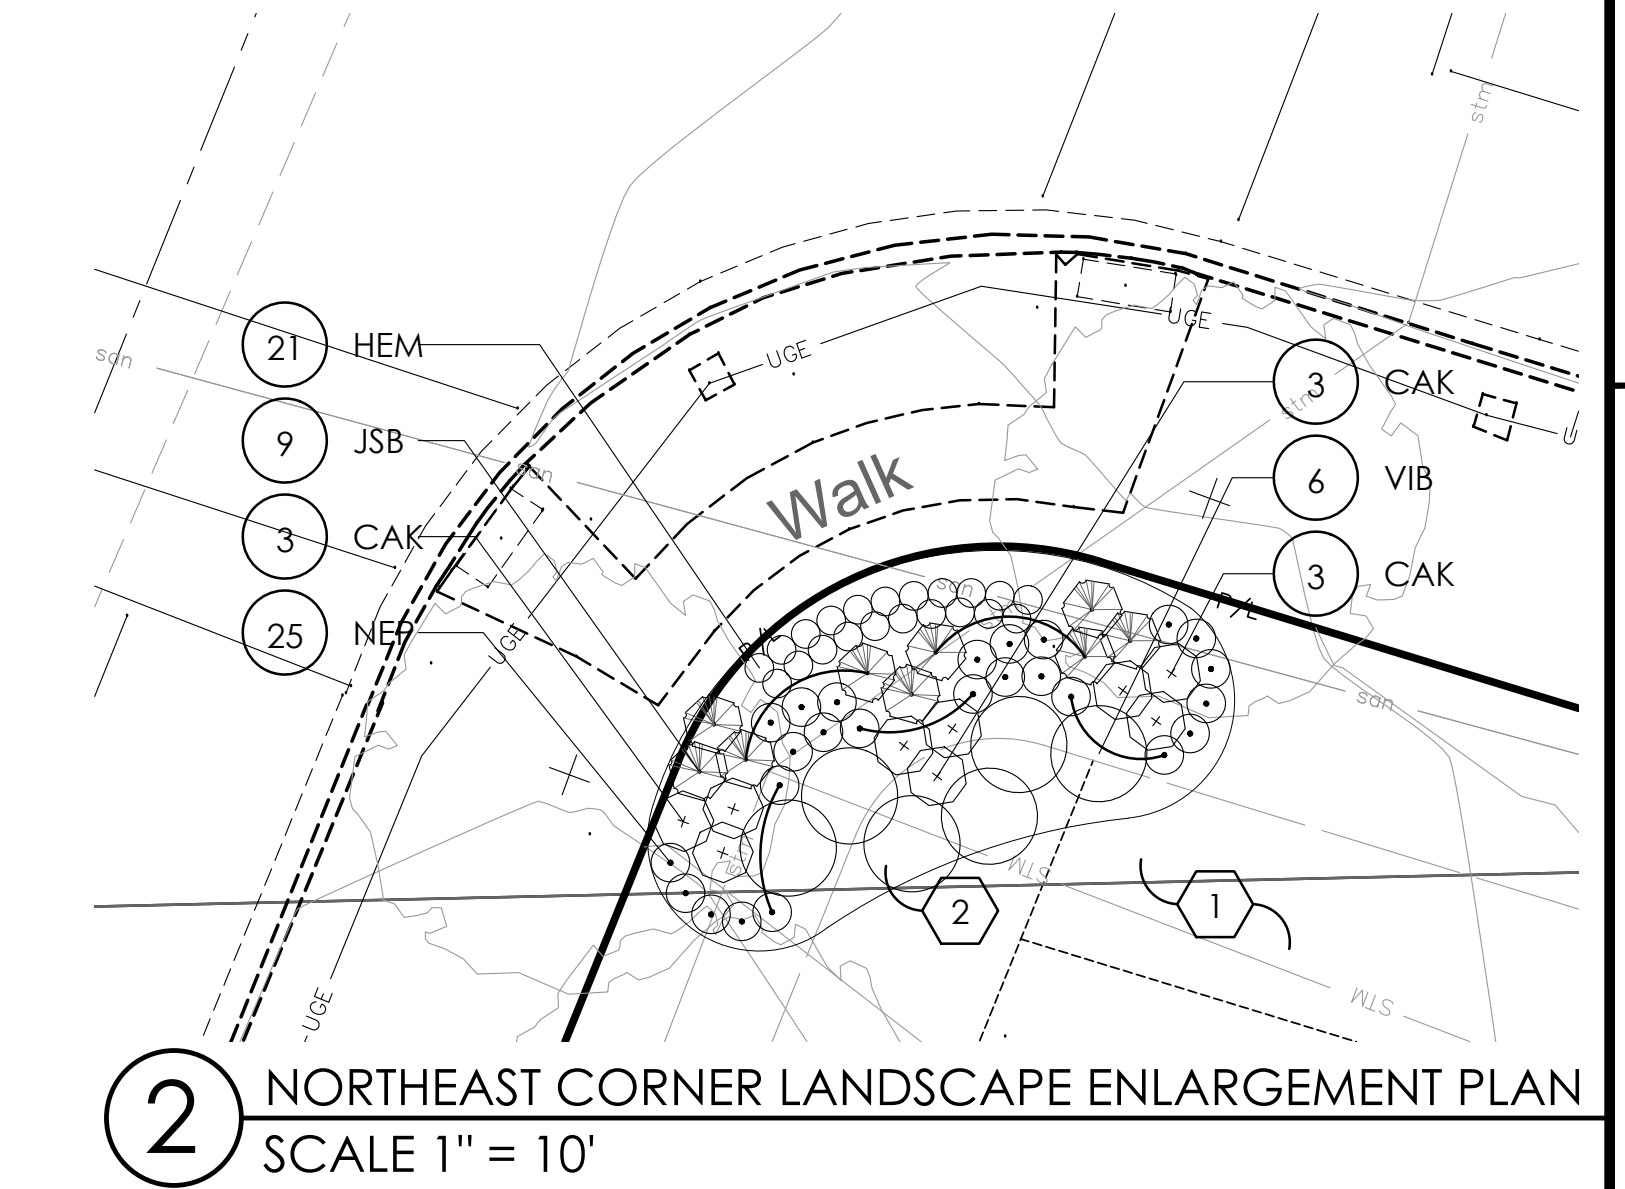 stm
UGE
UGE
21 HEM
san
3 CAK
stm
9 JSB
U
san
Walk
6 VIB
3 CAK
san
3 CAK
P/L
25 NEP
UGE
P/L
san
stm
STM
2
1
UGE
STM
2
NORTHEAST CORNER LANDSCAPE ENLARGEMENT PLAN
SCALE 1" = 10'